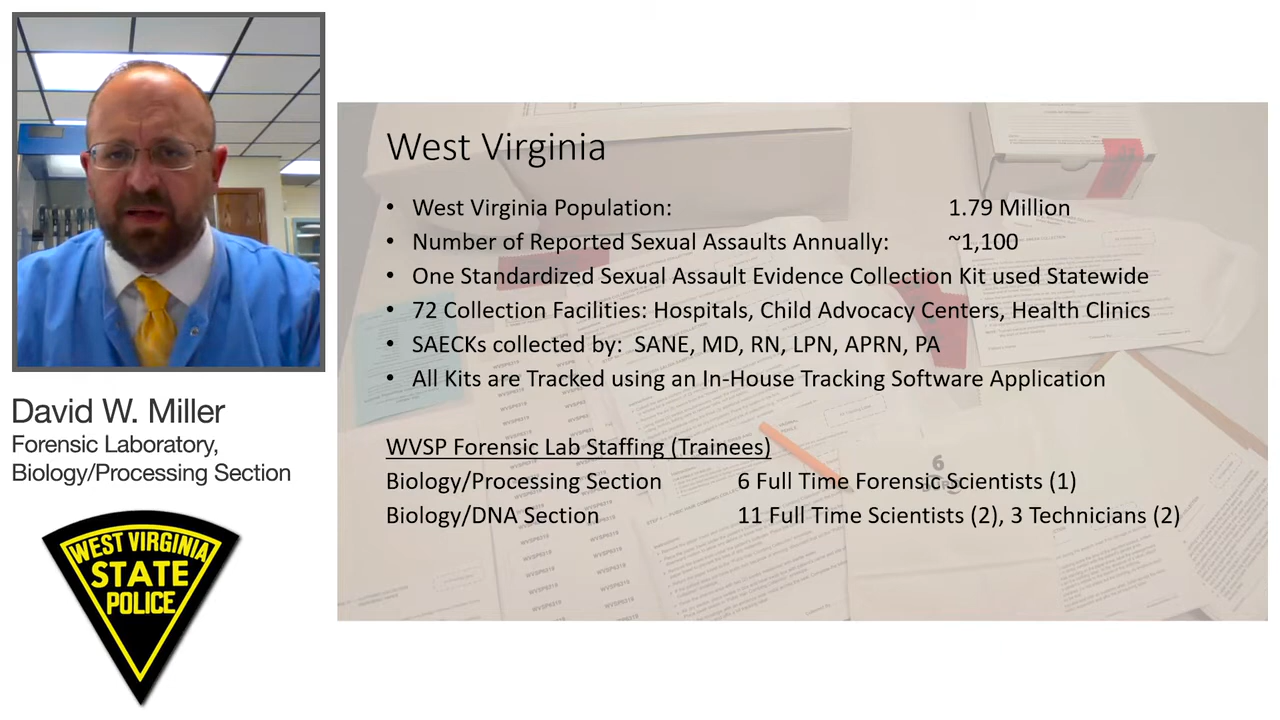 West Virginia
• West Virginia Population: 1.79 Million
• Number of Reported Sexual Assaults Annually: ~1,100
• One Standardized Sexual Assault Evidence Collection Kit used Statewide
• 72 Collection Facilities: Hospitals, Child Advocacy Centers, Health Clinics
• SAECKs collected by: SANE, MD, RN, LPN, APRN, PA
• All Kits are Tracked using an In-House Tracking Software Application
WVSP Forensic Lab Staffing (Trainees)
Biology/Processing Section 6 Full Time Forensic Scientists (1)
Biology/DNA Section 11 Full Time Scientists (2), 3 Technicians (2)
David W. Miller
Forensic Laboratory,
Biology/Processing Section
WEST VIRGINIA
STATE
POLICE
6